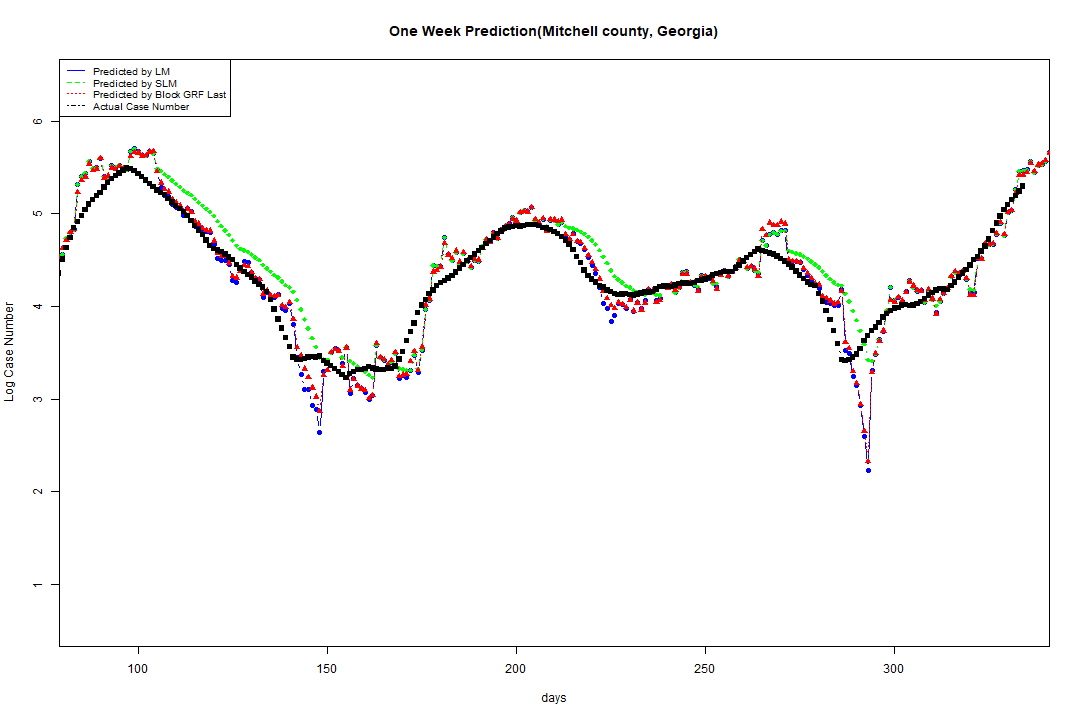 One Week Prediction(Mitchell county, Georgia)
Predicted by LM
Predicted by SLM
Predicted by Block GRF Last
Actual Case Number
6
5
4
3
2
1
Log Case Number
100 150 200 250 300
days